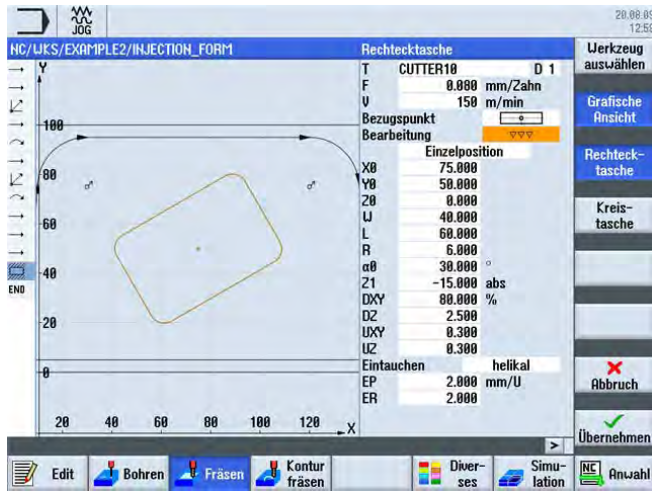 JOG
20.08.09
12:59
NC/WKS/EXAMPLE2/INJECTION_FORM
Rechtecktasche
Werkzeug
auswählen
Y
T CUTTER10 D 1
F 0.080 mm/Zahn
V 150 m/min
Bezugspunkt
Bearbeitung ▽▽▽
Einzelposition
X0 75.000
Y0 50.000
Z0 0.000
W 40.000
L 60.000
R 6.000
α0 30.000 °
Z1 -15.000 abs
DXY 80.000 %
DZ 2.500
UXY 0.300
UZ 0.300
Eintauchen helikal
EP 2.000 mm/U
ER 2.000
100
80
60
40
20
0
20 40 60 80 100 120 X
END
Grafische
Ansicht
Rechteck-
tasche
Kreis-
tasche
Abbruch
Übernehmen
>
Edit
Bohren
Fräsen
Kontur
fräsen
Diver-
ses
Simu-
lation
NC
Anwahl